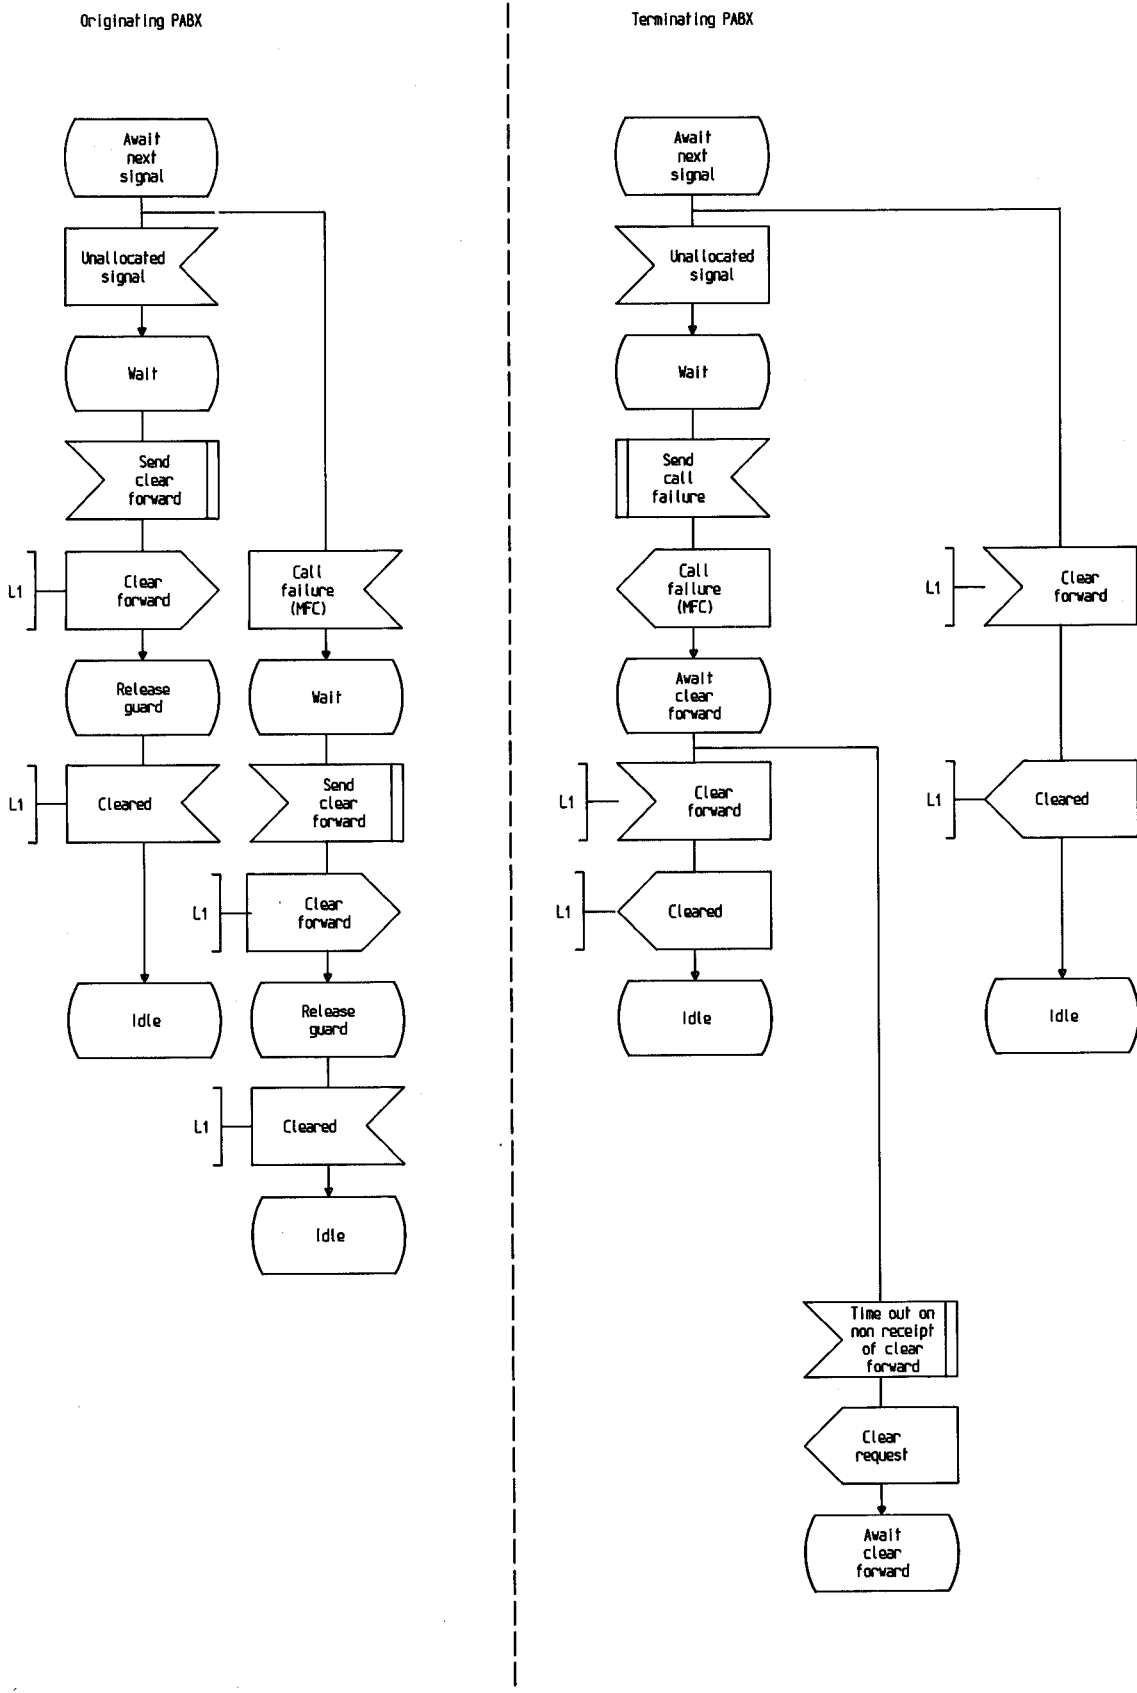 Originating PABX
Await
next
signal
Unallocated
signal
Wait
Send
clear
forward
L1
Clear
forward
Release
guard
L1
Cleared
Idle
Call
failure
(MFC)
Wait
Send
clear
forward
L1
Clear
forward
Release
guard
L1
Cleared
Idle
Terminating PABX
Await
next
signal
Unallocated
signal
Wait
Send
call
failure
Call
failure
(MFC)
Await
clear
forward
L1
Clear
forward
L1
Cleared
Idle
Time out on
non receipt
of clear
forward
Clear
request
Await
clear
forward
L1
Clear
forward
L1
Cleared
Idle